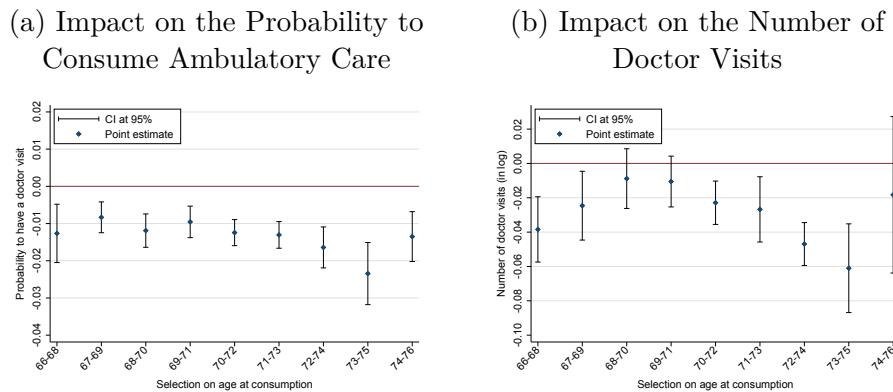 (a) Impact on the Probability to
Consume Ambulatory Care
CI at 95%
Point estimate
Probability to have a doctor visit
0.02
0.01
0.00
-0.01
-0.02
-0.03
-0.04
66-68
67-69
68-70
69-71
70-72
71-73
72-74
73-75
74-76
Selection on age at consumption
(b) Impact on the Number of
Doctor Visits
CI at 95%
Point estimate
Number of doctor visits (in log)
0.02
0.00
-0.02
-0.04
-0.06
-0.08
-0.10
66-68
67-69
68-70
69-71
70-72
71-73
72-74
73-75
74-76
Selection on age at consumption